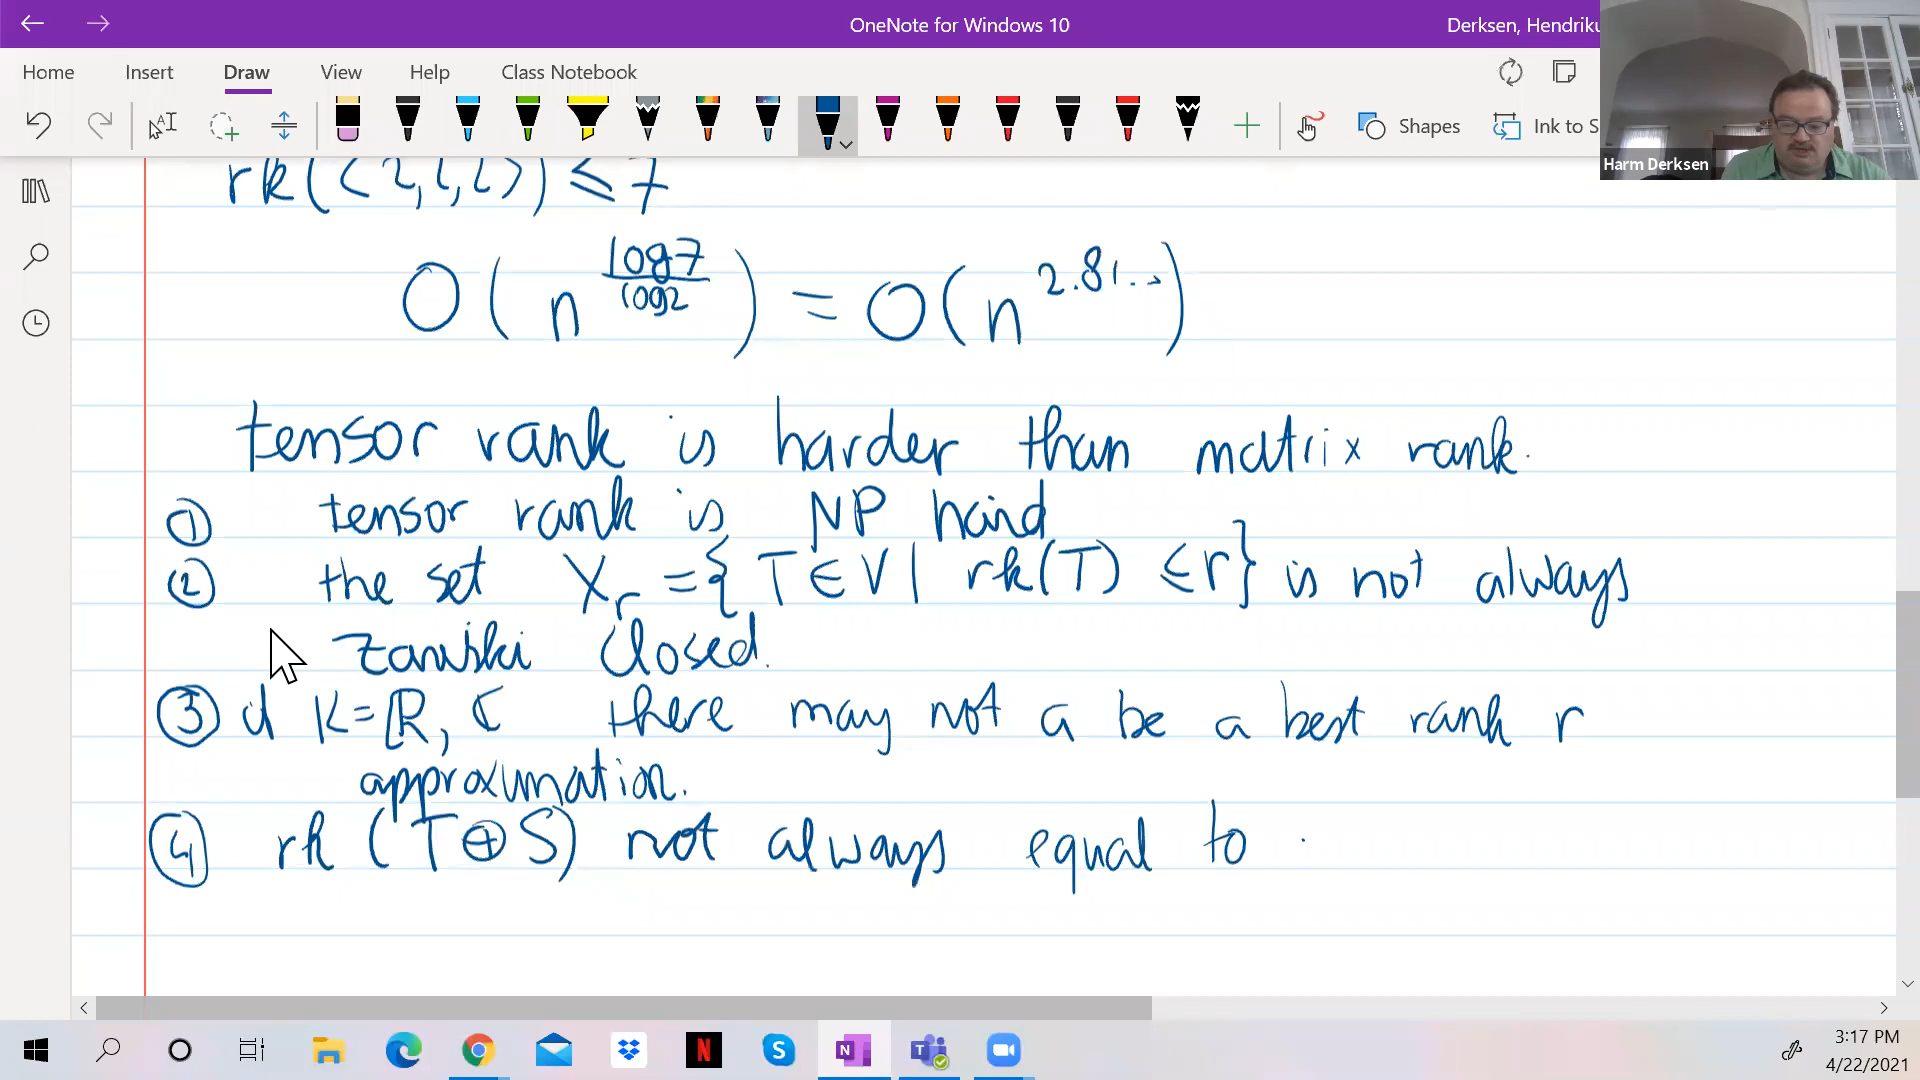 OneNote for Windows 10
Derksen, Hendriku
Home Insert Draw View Help Class Notebook
Shapes
Ink to S
Harm Derksen
rk(<2,2,2>) ≤ 7
O(n^{log7/log2}) = O(n^{2.81..})
tensor rank is harder than matrix rank.
① tensor rank is NP hard
② the set X_r = { T ∈ V | rk(T) ≤ r } is not always
Zariski closed.
③ if K = ℝ, ℂ there may not a be a best rank r
approximation.
④ rk (T ⊕ S) not always equal to
3:17 PM
4/22/2021